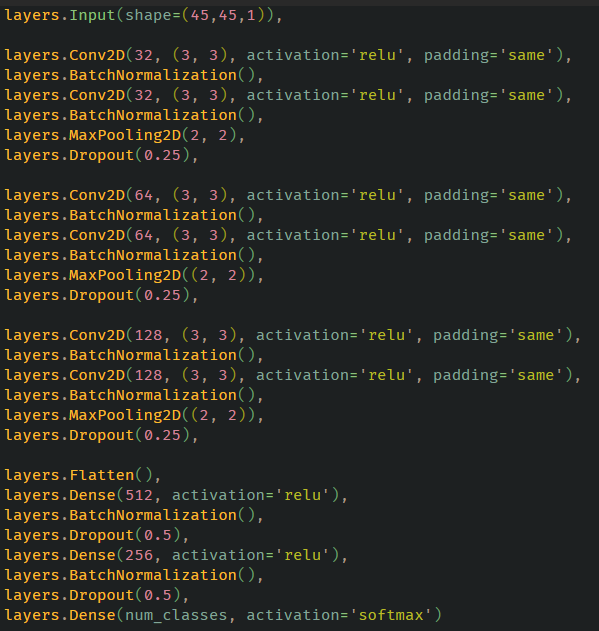 layers.Input(shape=(45,45,1)),
layers.Conv2D(32, (3, 3), activation='relu', padding='same'),
layers.BatchNormalization(),
layers.Conv2D(32, (3, 3), activation='relu', padding='same'),
layers.BatchNormalization(),
layers.MaxPooling2D(2, 2),
layers.Dropout(0.25),
layers.Conv2D(64, (3, 3), activation='relu', padding='same'),
layers.BatchNormalization(),
layers.Conv2D(64, (3, 3), activation='relu', padding='same'),
layers.BatchNormalization(),
layers.MaxPooling2D((2, 2)),
layers.Dropout(0.25),
layers.Conv2D(128, (3, 3), activation='relu', padding='same'),
layers.BatchNormalization(),
layers.Conv2D(128, (3, 3), activation='relu', padding='same'),
layers.BatchNormalization(),
layers.MaxPooling2D((2, 2)),
layers.Dropout(0.25),
layers.Flatten(),
layers.Dense(512, activation='relu'),
layers.BatchNormalization(),
layers.Dropout(0.5),
layers.Dense(256, activation='relu'),
layers.BatchNormalization(),
layers.Dropout(0.5),
layers.Dense(num_classes, activation='softmax')